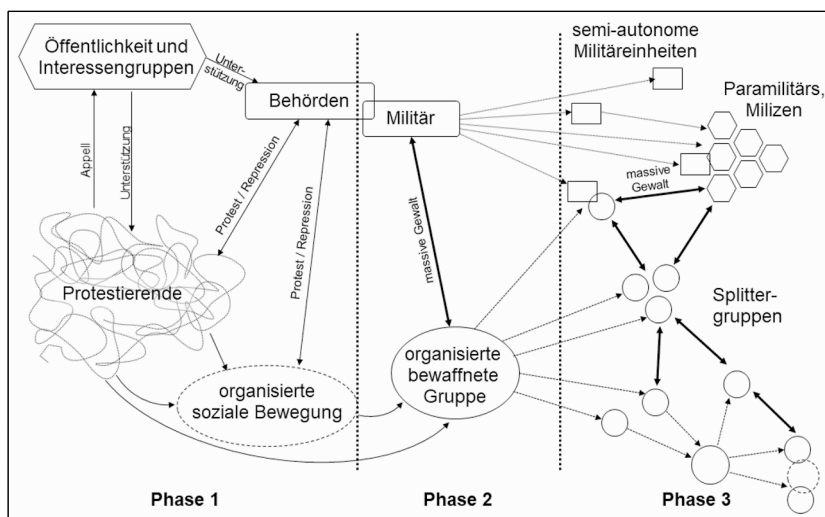 Öffentlichkeit und
Interessengruppen
Unter-
stützung
Behörden
Appell
Unterstützung
Protest / Repression
Protest / Repression
Protestierende
organisierte
soziale Bewegung
Phase 1
Militär
massive Gewalt
organisierte
bewaffnete
Gruppe
Phase 2
semi-autonome
Militäreinheiten
Paramilitärs,
Milizen
massive
Gewalt
Splitter-
gruppen
Phase 3